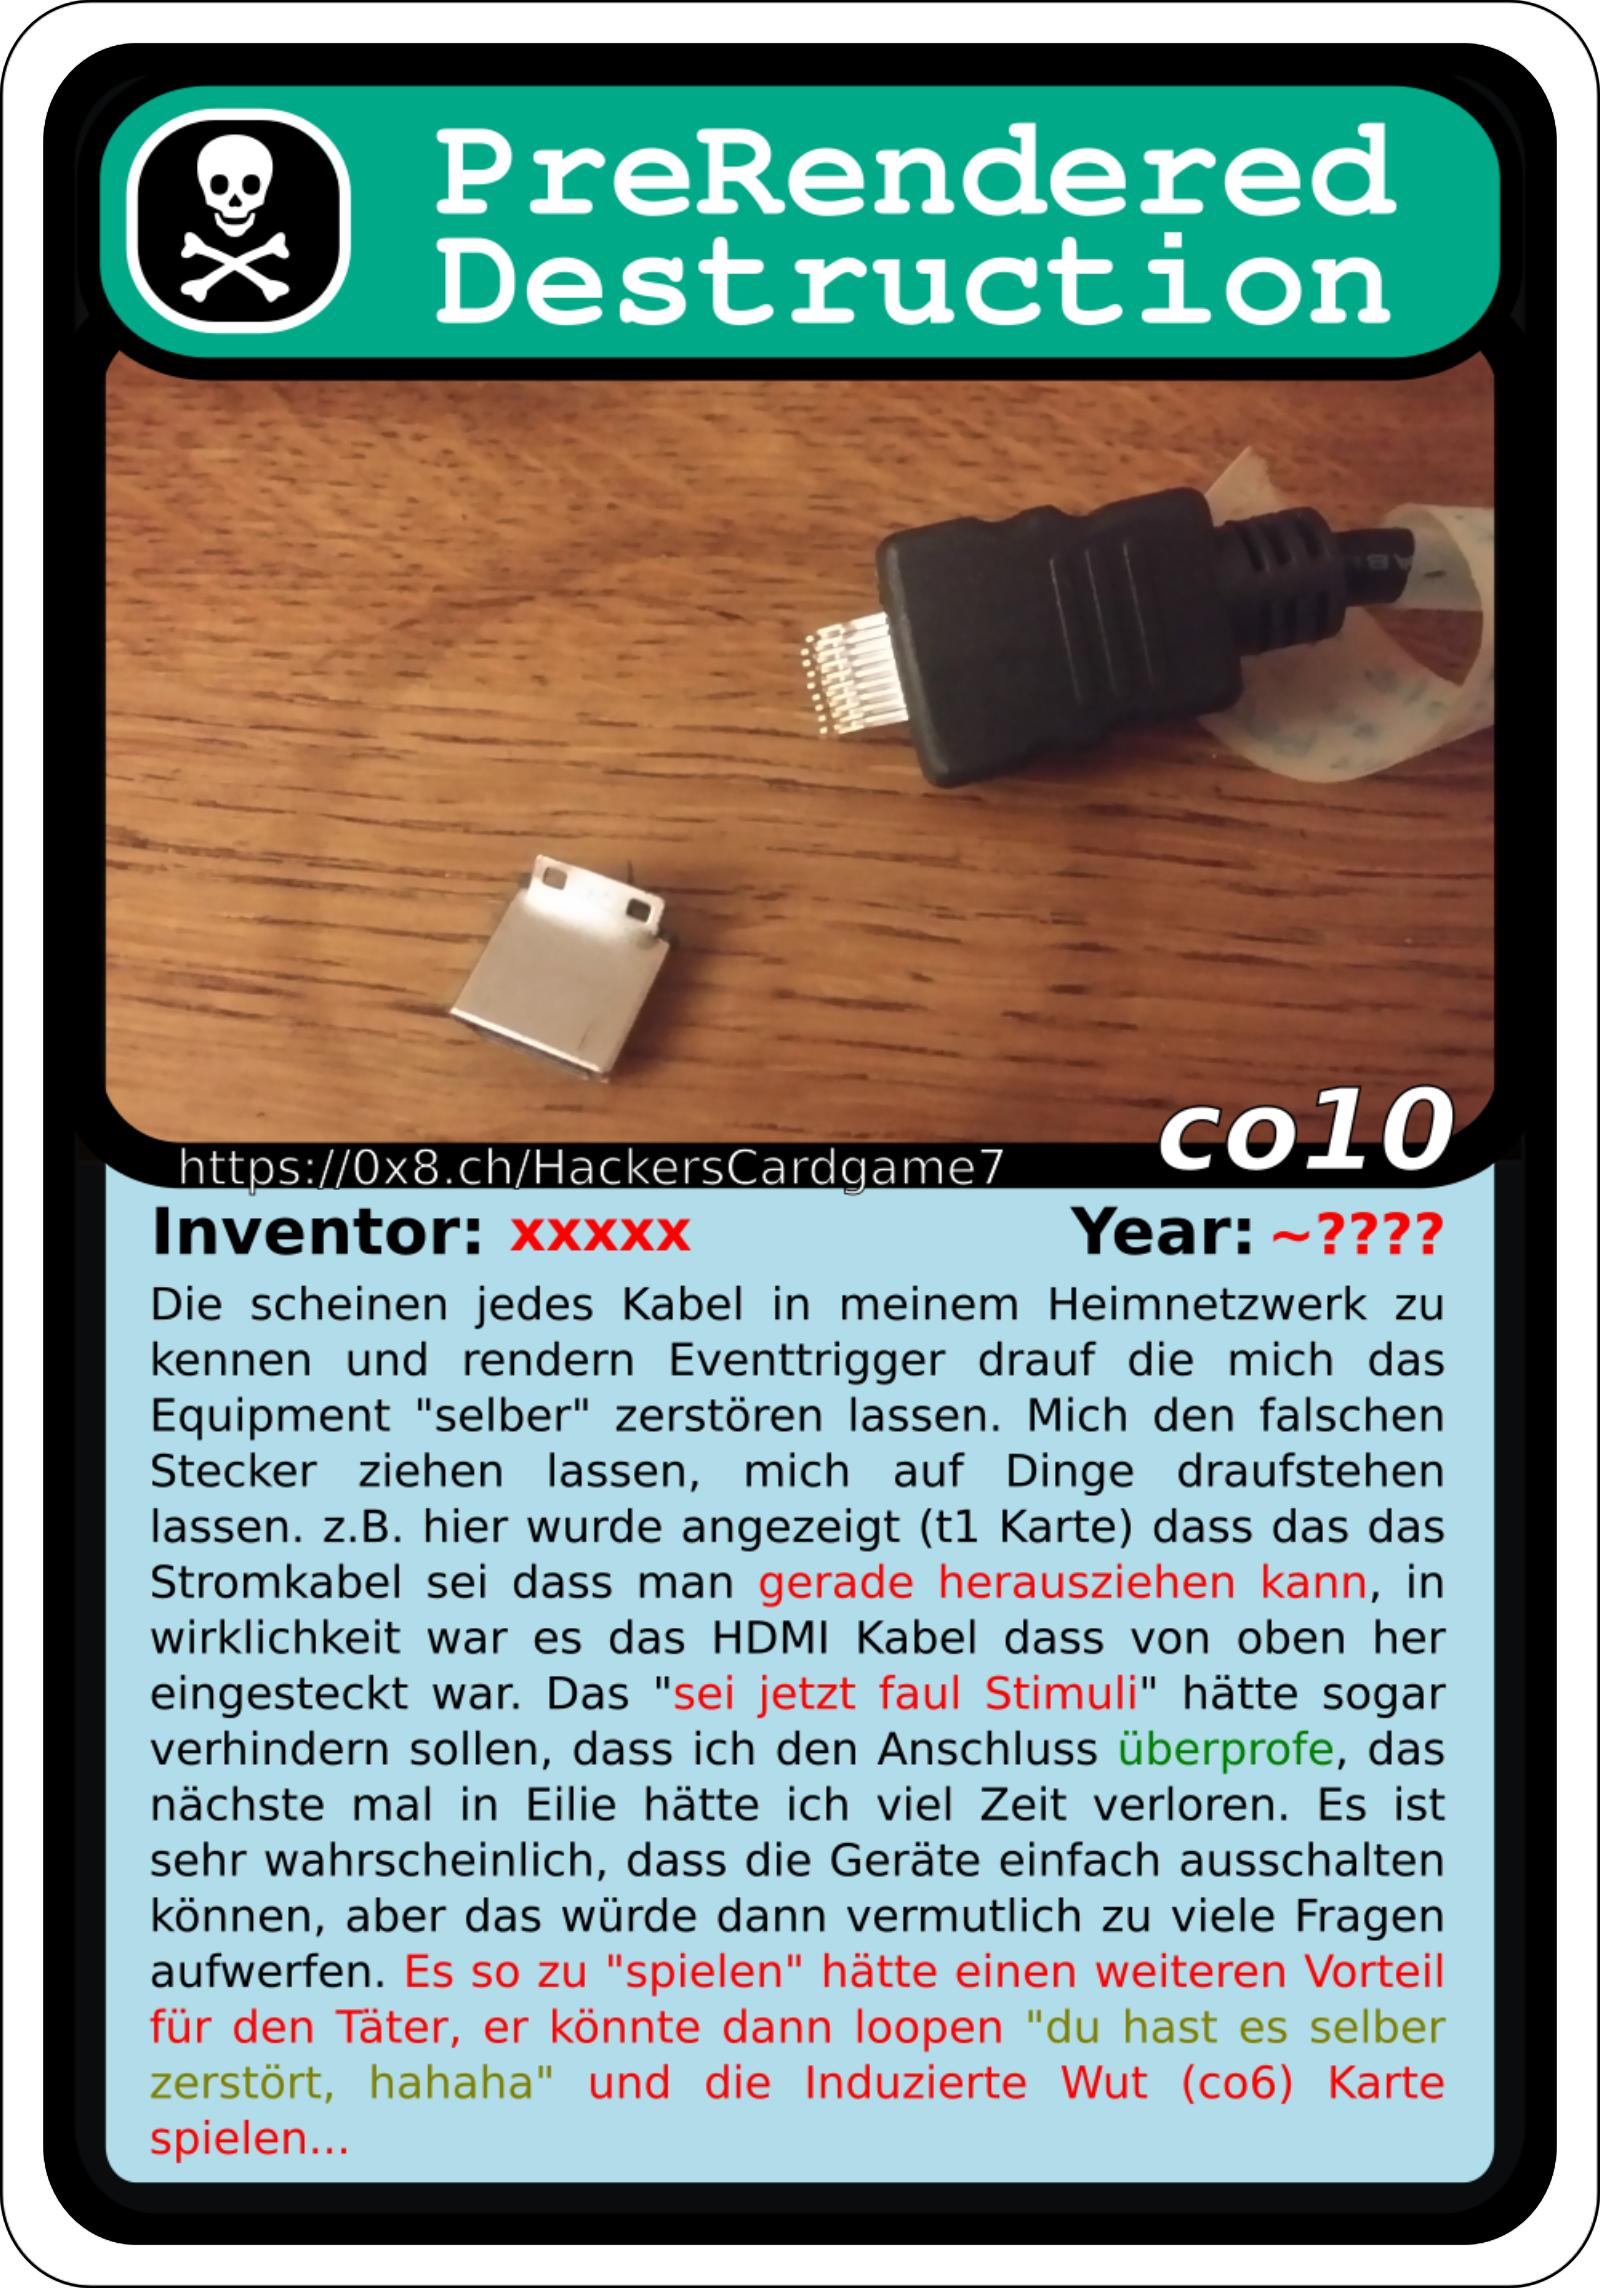 PreRendered
Destruction
co10
https://0x8.ch/HackersCardgame7
Inventor: xxxxx Year: ~????
Die scheinen jedes Kabel in meinem Heimnetzwerk zu
kennen und rendern Eventtrigger drauf die mich das
Equipment "selber" zerstören lassen. Mich den falschen
Stecker ziehen lassen, mich auf Dinge draufstehen
lassen. z.B. hier wurde angezeigt (t1 Karte) dass das das
Stromkabel sei dass man gerade herausziehen kann, in
wirklichkeit war es das HDMI Kabel dass von oben her
eingesteckt war. Das "sei jetzt faul Stimuli" hätte sogar
verhindern sollen, dass ich den Anschluss überprofe, das
nächste mal in Eilie hätte ich viel Zeit verloren. Es ist
sehr wahrscheinlich, dass die Geräte einfach ausschalten
können, aber das würde dann vermutlich zu viele Fragen
aufwerfen. Es so zu "spielen" hätte einen weiteren Vorteil
für den Täter, er könnte dann loopen "du hast es selber
zerstört, hahaha" und die Induzierte Wut (co6) Karte
spielen...